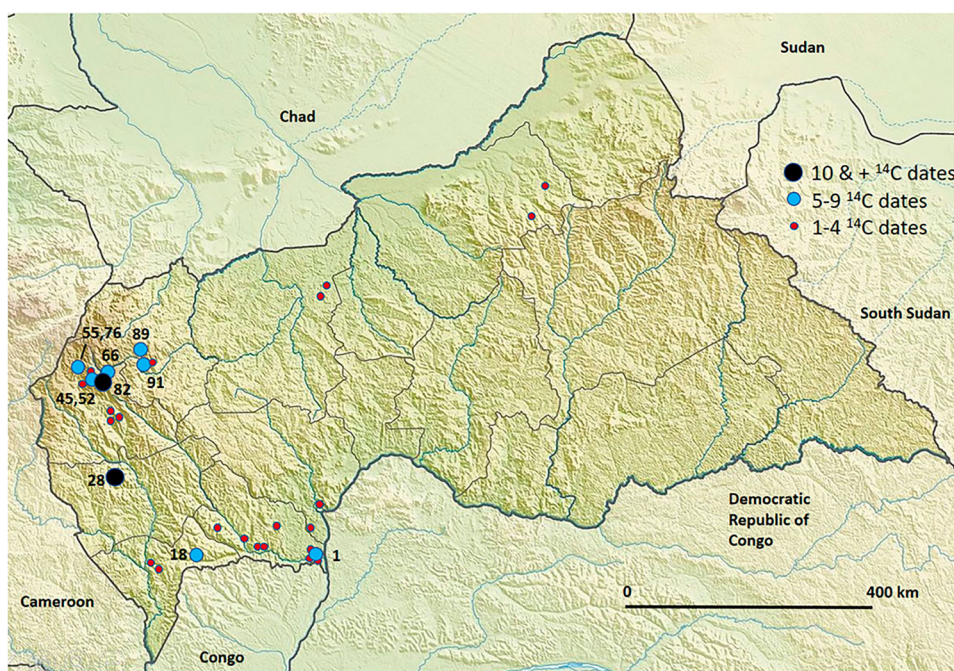 Sudan
Chad
10 & + ¹⁴C dates
5-9 ¹⁴C dates
1-4 ¹⁴C dates
South Sudan
55,76
89
66
91
45,52
82
28
Democratic
Republic of
Congo
18
1
0
400 km
Cameroon
Congo